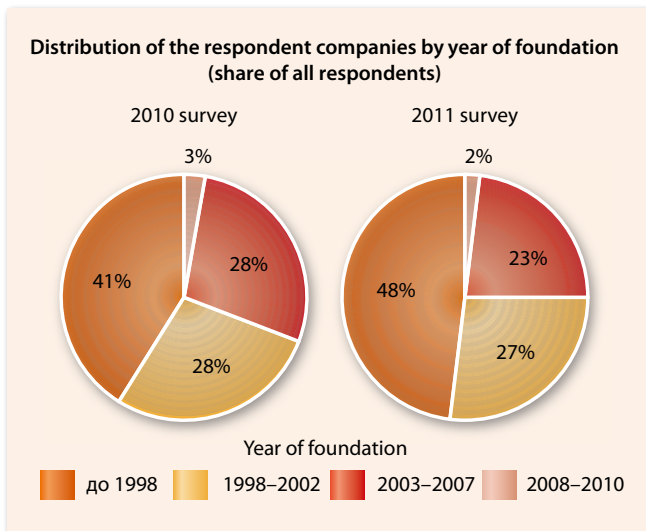 Distribution of the respondent companies by year of foundation
(share of all respondents)
2010 survey
2011 survey
3%
28%
28%
41%
2%
23%
27%
48%
Year of foundation
до 1998
1998–2002
2003–2007
2008–2010